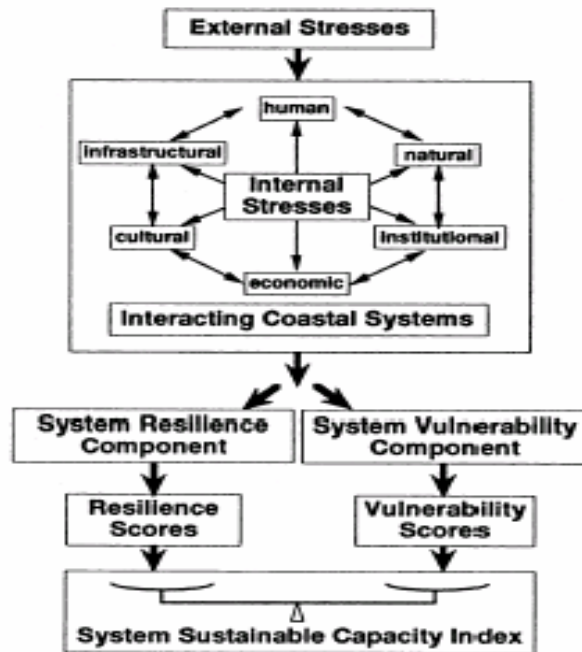 External Stresses
human
infrastructural
natural
Internal
Stresses
cultural
institutional
economic
Interacting Coastal Systems
System Resilience
Component
System Vulnerability
Component
Resilience
Scores
Vulnerability
Scores
System Sustainable Capacity Index